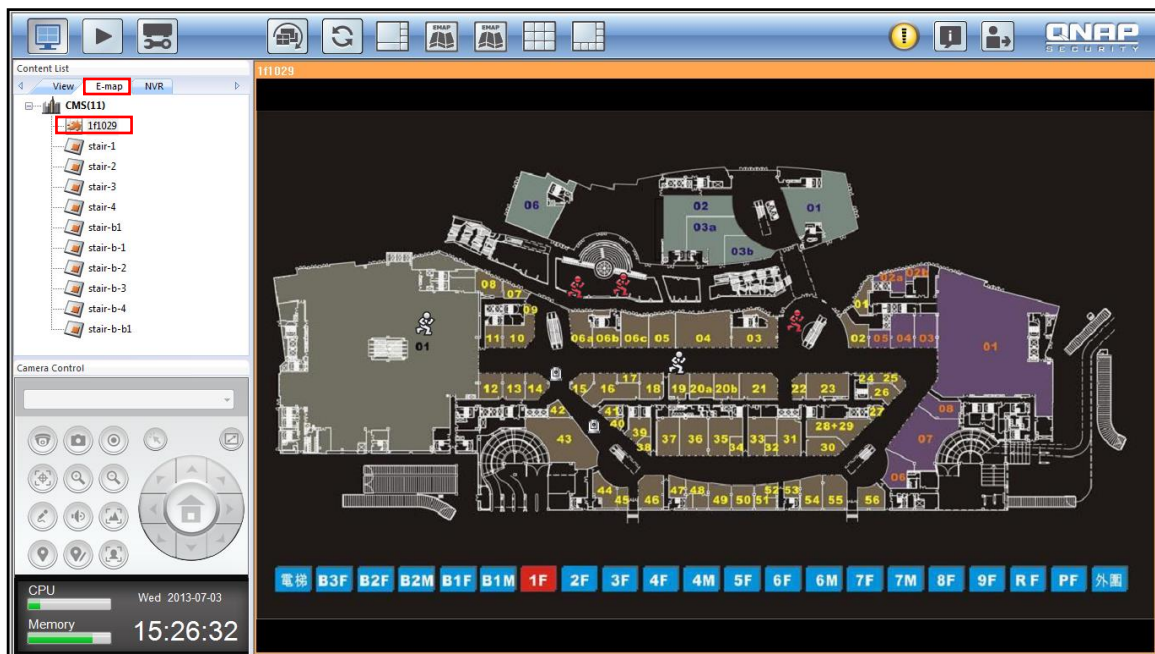 EMAP
EMAP
QNAP
SECURITY
Content List
View E-map NVR
CMS(11)
1f1029
stair-1
stair-2
stair-3
stair-4
stair-b1
stair-b-1
stair-b-2
stair-b-3
stair-b-4
stair-b-b1
Camera Control
CPU
Wed 2013-07-03
Memory
15:26:32
1f1029
06
02
01
03a
03b
08
07
09
02a 02b
01
11 10
06a 06b 06c 05 04 03
02 05 04 03
01
01
12 13 14
15 16 17 18 19 20a 20b 21
22 23 24 25 26
42
41
40
39
38
27
28+29
30
08
43
37 36 35 34 33 32 31
07
06
44 45 46 47 48 49 50 51 52 53 54 55 56
電梯 B3F B2F B2M B1F B1M 1F 2F 3F 4F 4M 5F 6F 6M 7F 7M 8F 9F R F PF 外圍